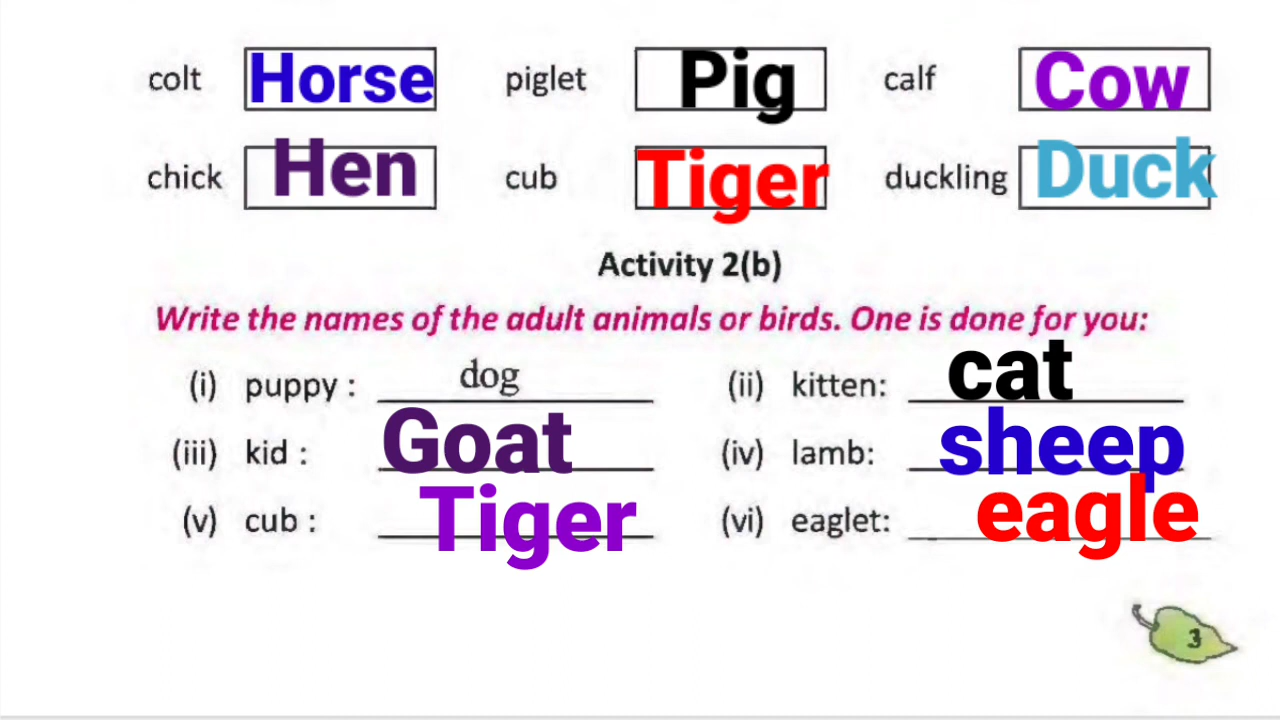 colt Horse piglet Pig calf Cow
chick Hen cub Tiger duckling Duck
Activity 2(b)
Write the names of the adult animals or birds. One is done for you:
(i) puppy : dog (ii) kitten: cat
(iii) kid : Goat (iv) lamb: sheep
(v) cub : Tiger (vi) eaglet: eagle
3